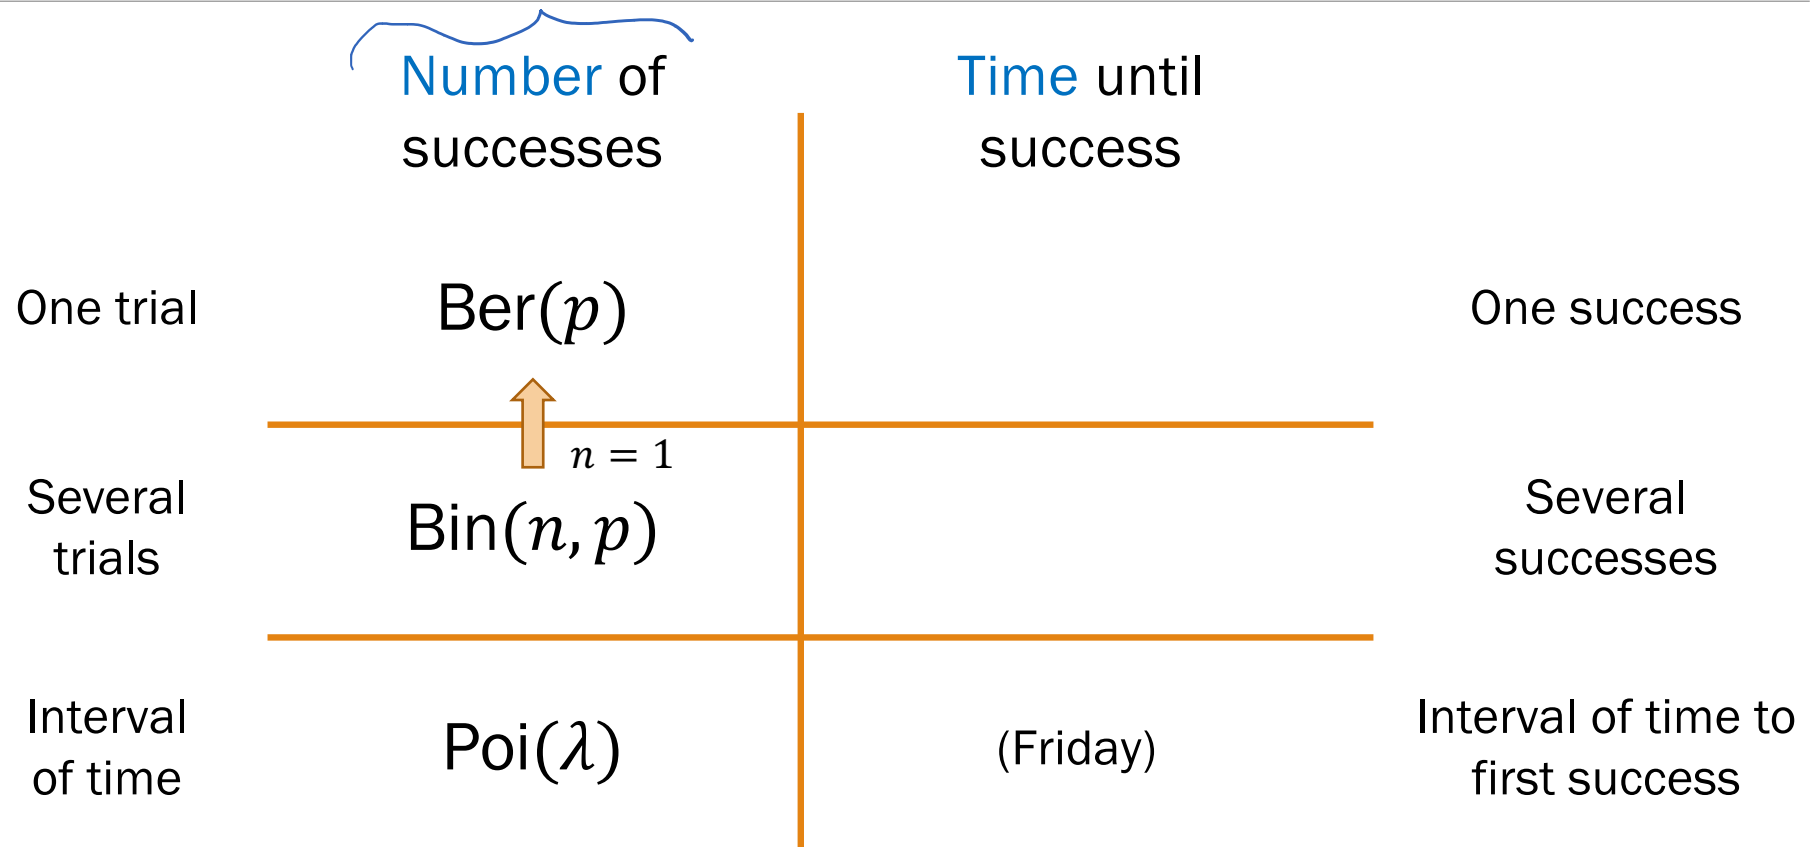 Number of
successes
Time until
success
One trial
Ber(p)
One success
n = 1
Several
trials
Bin(n, p)
Several
successes
Interval
of time
Poi(λ)
(Friday)
Interval of time to
first success